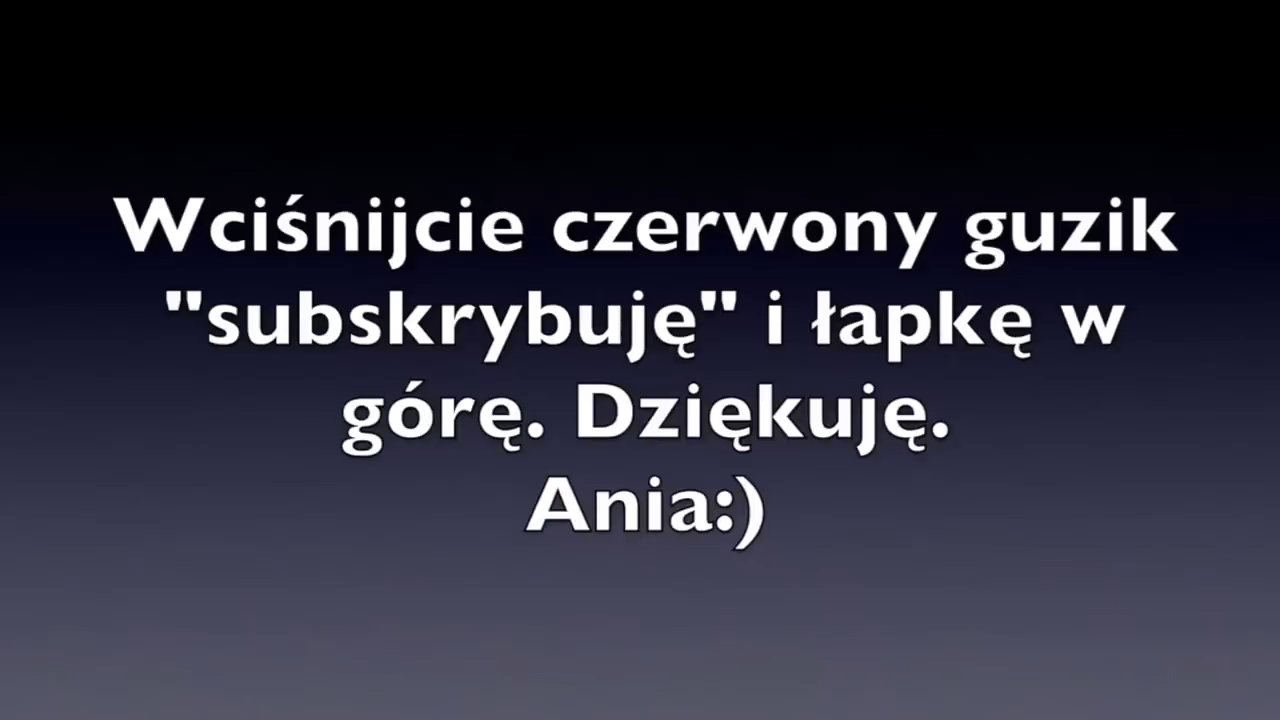 Wciśnijcie czerwony guzik
"subskrybuję" i łapkę w
górę. Dziękuję.
Ania:)